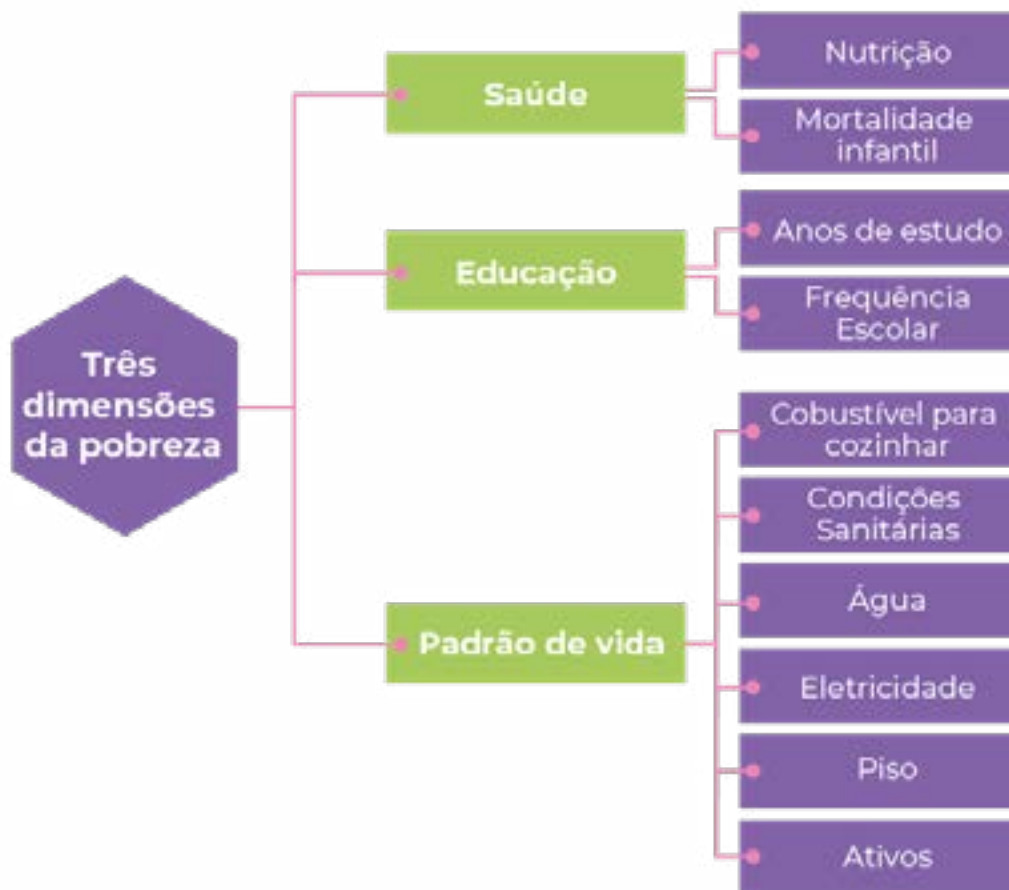 Três
dimensões
da pobreza
Saúde
Nutrição
Mortalidade
infantil
Educação
Anos de estudo
Frequência
Escolar
Padrão de vida
Cobustível para
cozinhar
Condições
Sanitárias
Água
Eletricidade
Piso
Ativos